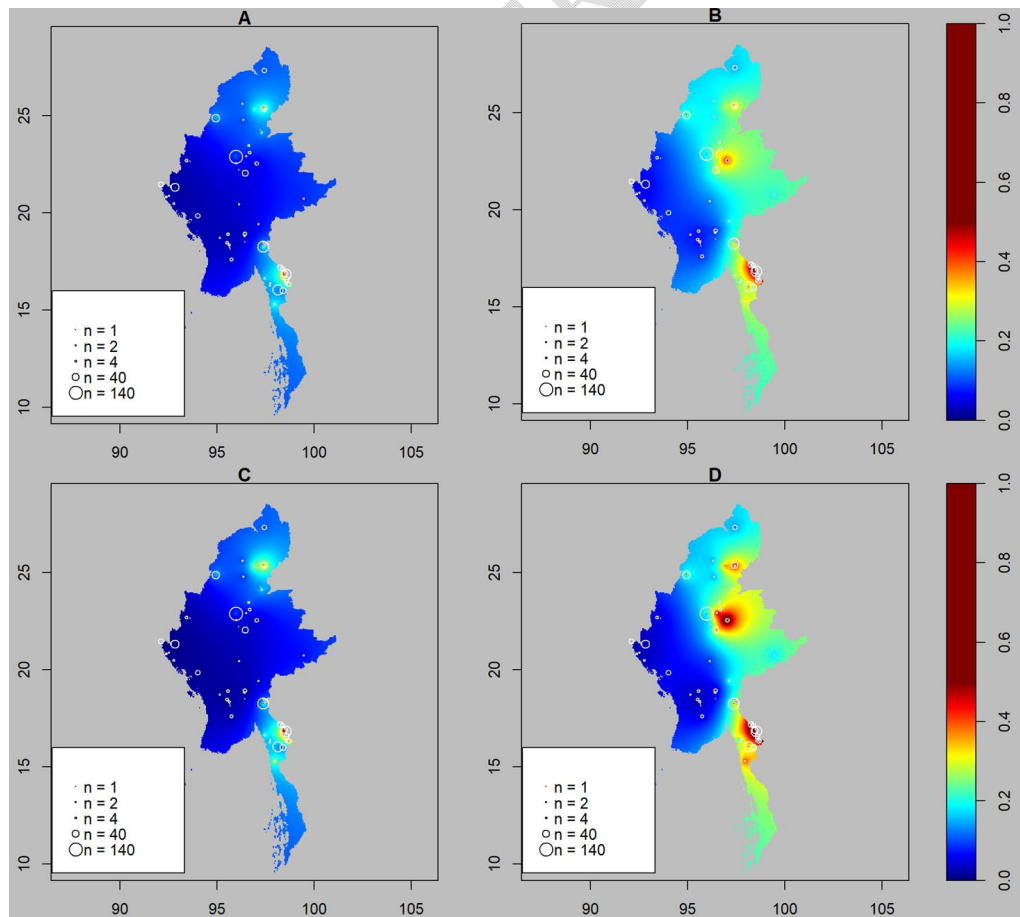 A
B
25
20
15
10
n = 1
n = 2
n = 4
n = 40
n = 140
90
95
100
105
25
20
15
10
n = 1
n = 2
n = 4
n = 40
n = 140
90
95
100
105
1.0
0.8
0.6
0.4
0.2
0.0
C
D
25
20
15
10
n = 1
n = 2
n = 4
n = 40
n = 140
90
95
100
105
25
20
15
10
n = 1
n = 2
n = 4
n = 40
n = 140
90
95
100
105
1.0
0.8
0.6
0.4
0.2
0.0